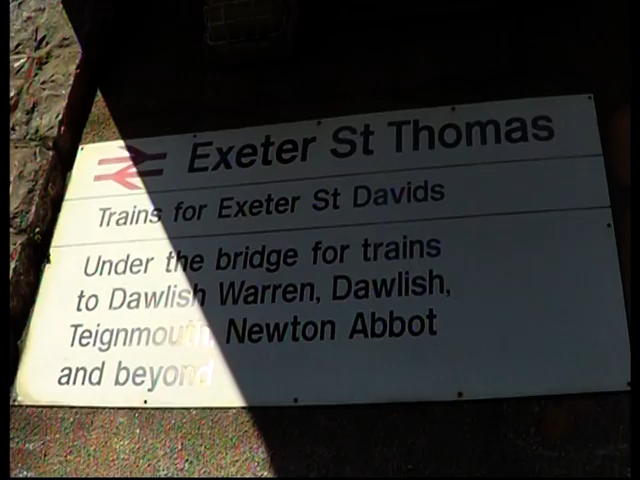 Exeter St Thomas
Trains for Exeter St Davids
Under the bridge for trains
to Dawlish Warren, Dawlish,
Teignmouth, Newton Abbot
and beyond